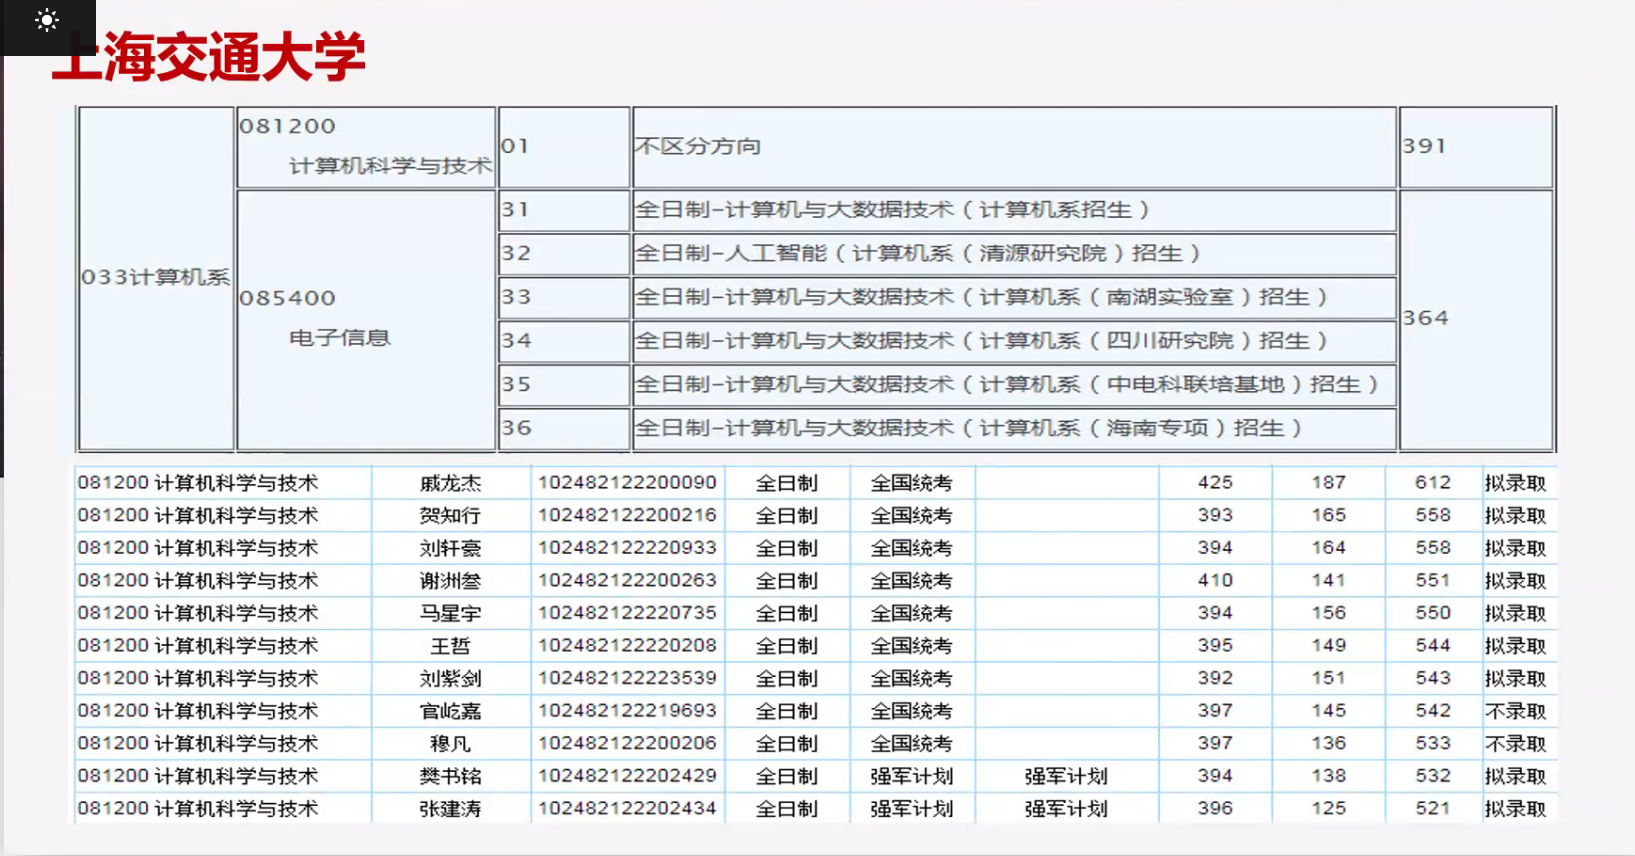 上海交通大学
033计算机系
081200
计算机科学与技术
01
不区分方向
391
085400
电子信息
31 全日制-计算机与大数据技术（计算机系招生）
32 全日制-人工智能（计算机系（清源研究院）招生）
33 全日制-计算机与大数据技术（计算机系（南湖实验室）招生）
34 全日制-计算机与大数据技术（计算机系（四川研究院）招生）
35 全日制-计算机与大数据技术（计算机系（中电科联培基地）招生）
36 全日制-计算机与大数据技术（计算机系（海南专项）招生）
364
081200 计算机科学与技术 戚龙杰 102482122200090 全日制 全国统考 425 187 612 拟录取
081200 计算机科学与技术 贺知行 102482122200216 全日制 全国统考 393 165 558 拟录取
081200 计算机科学与技术 刘轩豪 102482122220933 全日制 全国统考 394 164 558 拟录取
081200 计算机科学与技术 谢洲叁 102482122200263 全日制 全国统考 410 141 551 拟录取
081200 计算机科学与技术 马星宇 102482122220735 全日制 全国统考 394 156 550 拟录取
081200 计算机科学与技术 王哲 102482122220208 全日制 全国统考 395 149 544 拟录取
081200 计算机科学与技术 刘紫剑 102482122223539 全日制 全国统考 392 151 543 拟录取
081200 计算机科学与技术 官屹嘉 102482122219693 全日制 全国统考 397 145 542 不录取
081200 计算机科学与技术 穆凡 102482122200206 全日制 全国统考 397 136 533 不录取
081200 计算机科学与技术 樊书铭 102482122202429 全日制 强军计划 强军计划 394 138 532 拟录取
081200 计算机科学与技术 张建涛 102482122202434 全日制 强军计划 强军计划 396 125 521 拟录取